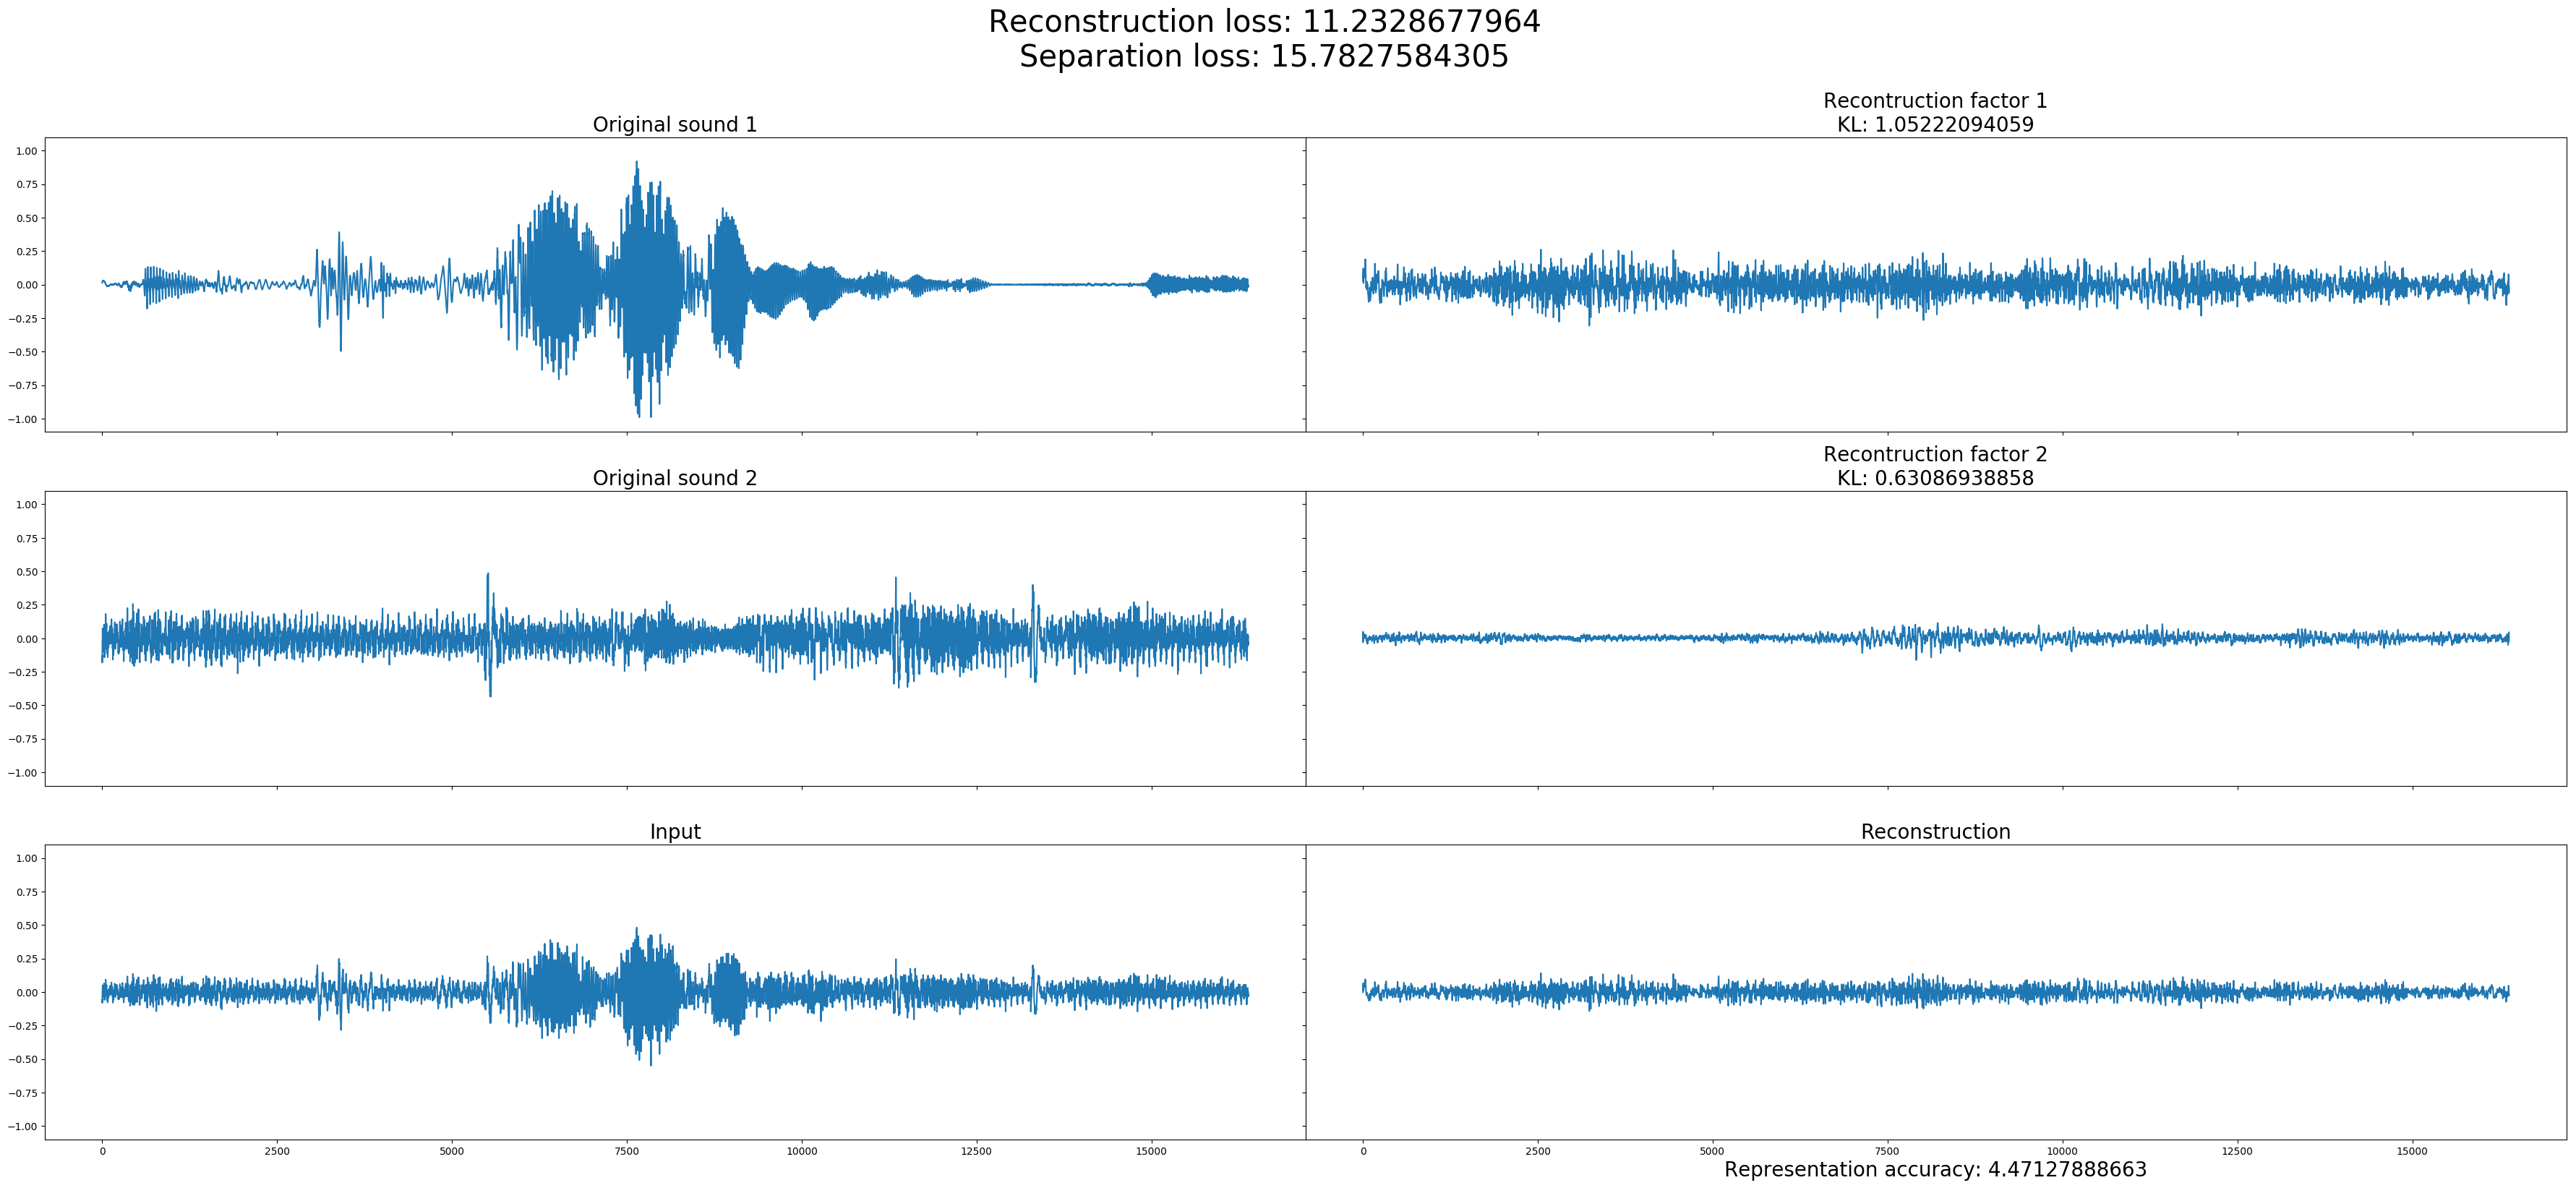 Reconstruction loss: 11.2328677964
Separation loss: 15.7827584305
Original sound 1
Recontruction factor 1
KL: 1.05222094059
1.00
0.75
0.50
0.25
0.00
−0.25
−0.50
−0.75
−1.00
Original sound 2
Recontruction factor 2
KL: 0.63086938858
1.00
0.75
0.50
0.25
0.00
−0.25
−0.50
−0.75
−1.00
Input
Reconstruction
1.00
0.75
0.50
0.25
0.00
−0.25
−0.50
−0.75
−1.00
0 2500 5000 7500 10000 12500 15000
0 2500 5000 7500 10000 12500 15000
Representation accuracy: 4.47127888663